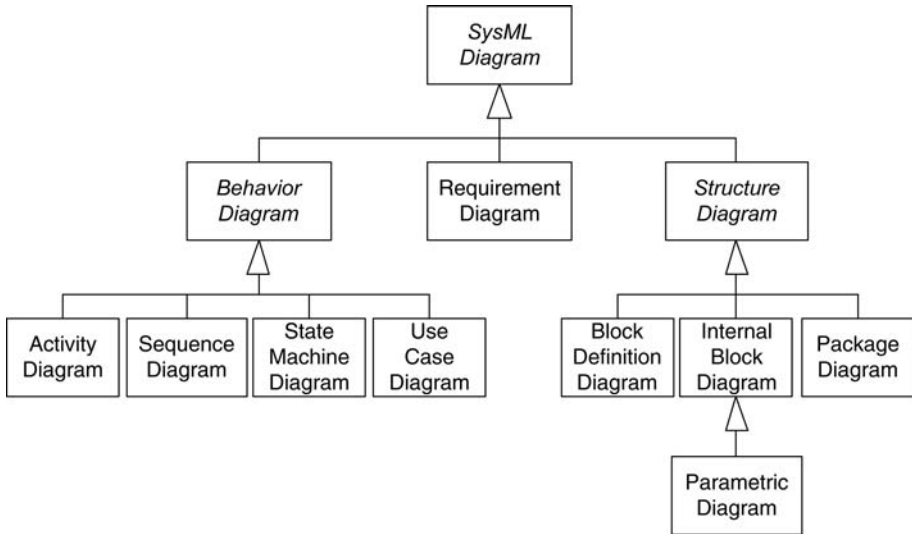 SysML
Diagram
Behavior
Diagram
Requirement
Diagram
Structure
Diagram
Activity
Diagram
Sequence
Diagram
State
Machine
Diagram
Use
Case
Diagram
Block
Definition
Diagram
Internal
Block
Diagram
Package
Diagram
Parametric
Diagram